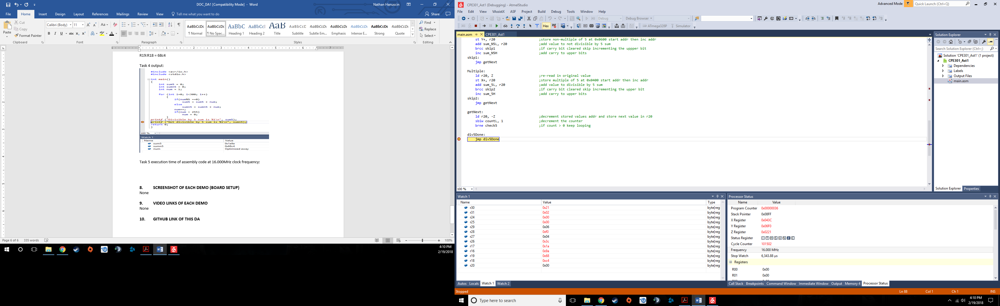 DOC_DA1 [Compatibility Mode] - Word
Nathan Hanuscin
File Home Insert Design Layout References Mailings Review View Tell me what you want to do Share
Paste
Cut
Copy
Format Painter
Clipboard
Calibri (Body) 11
Font
Paragraph
AaBbCcDc AaBbCcDc AaBbC AaBbCcl AaB AaBbCcD AaBbCcDc AaBbCcDc AaBbCcDc AaBbCcDc AaBbCcDc
¶ Normal ¶ No Spac... Heading 1 Heading 2 Title Subtitle Subtle Em... Emphasis Intense E... Strong Quote
Styles
Find
Replace
Select
Editing
R19:R18 = 68c4
Task 4 output:
#include <avr/io.h>
#include <stdio.h>
int main()
{
int sum5 = 0;
int sumn5 = 0;
int num = 1;
for (int i=0; i<300; i++)
{
if(num%5 ==0)
sum5 = sum5 + num;
else
sumn5 = sumn5 + num;
num++;
if(num > 255)
num = 0;
}
printf ("Divisible by 5 sum is %i\n", sum5);
printf ("Not divisible by 5 sum is %i\n", sumn5);
return 0;
}
100 %
Watch 1
Name Value
sum5 0x1a9a
sumn5 0x68c4
num Optimized away
Task 5 execution time of assembly code at 16.000MHz clock frequency:
8. SCREENSHOT OF EACH DEMO (BOARD SETUP)
None
9. VIDEO LINKS OF EACH DEMO
None
10. GITHUB LINK OF THIS DA
Page 6 of 6 335 words 100%
4:10 PM
2/19/2018
CPE301_Ast1 (Debugging) - AtmelStudio
Advanced Mode Quick Launch (Ctrl+Q)
File Edit View VAssistX ASF Project Build Debug Tools Window Help
Debug Debug Browser
Hex ATmega328P Simulator
main.asm CPE301_Ast1
st Y+, r20 ;store non-multiple of 5 at 0x0600 start addr then inc addr
add sum_N5L, r20 ;add value to not divisible by 5 sum
brcc skip1 ;if carry bit cleared skip incrementing the uppper bit
inc sum_N5H ;add carry to upper bits
skip1:
jmp getNext
Multiple:
ld r20, Z ;re-read in original value
st X+, r20 ;store multiple of 5 at 0x0400 start addr then inc addr
add sum_5L, r20 ;add value to divisible by 5 sum
brcc skip2 ;if carry bit cleared skip incrementing the upper bit
inc sum_5H ;add carry to upper bits
skip2:
jmp getNext
getNext:
ld r20, -Z ;decrement stored values addr and store next value in r20
sbiw countL, 1 ;decrement the counter
brne check5 ;if count > 0 keep looping
div5Done:
jmp div5Done
100 %
Solution Explorer
Search Solution Explorer (Ctrl+;)
Solution 'CPE301_Ast1' (1 project)
CPE301_Ast1
Dependencies
Labels
Output Files
main.asm
Solution Explorer Properties
Watch 1
Name Value Type
r30 0x21 byte{reg
r31 0x02 byte{reg
r24 0x00 byte{reg
r25 0x00 byte{reg
r29 0x06 byte{reg
r28 0xf0 byte{reg
r27 0x04 byte{reg
r26 0x3c byte{reg
r17 0x1a byte{reg
r16 0x9a byte{reg
r19 0x68 byte{reg
r18 0xc4 byte{reg
r20 0x00 byte{reg
Autos Locals Watch 1 Watch 2
Processor Status
Name Value
Program Counter 0x00000036
Stack Pointer 0x08FF
X Register 0x043C
Y Register 0x06F0
Z Register 0x0221
Status Register I T H S V N Z C
Cycle Counter 101502
Frequency 16.000 MHz
Stop Watch 6,343.88 µs
Registers
R00 0x00
R01 0x00
Call Stack Breakpoints Command Window Immediate Window Output Memory 4 Processor Status
Stopped Ln 88 Col 1 Ch 1 INS
Type here to search
4:10 PM
2/19/2018